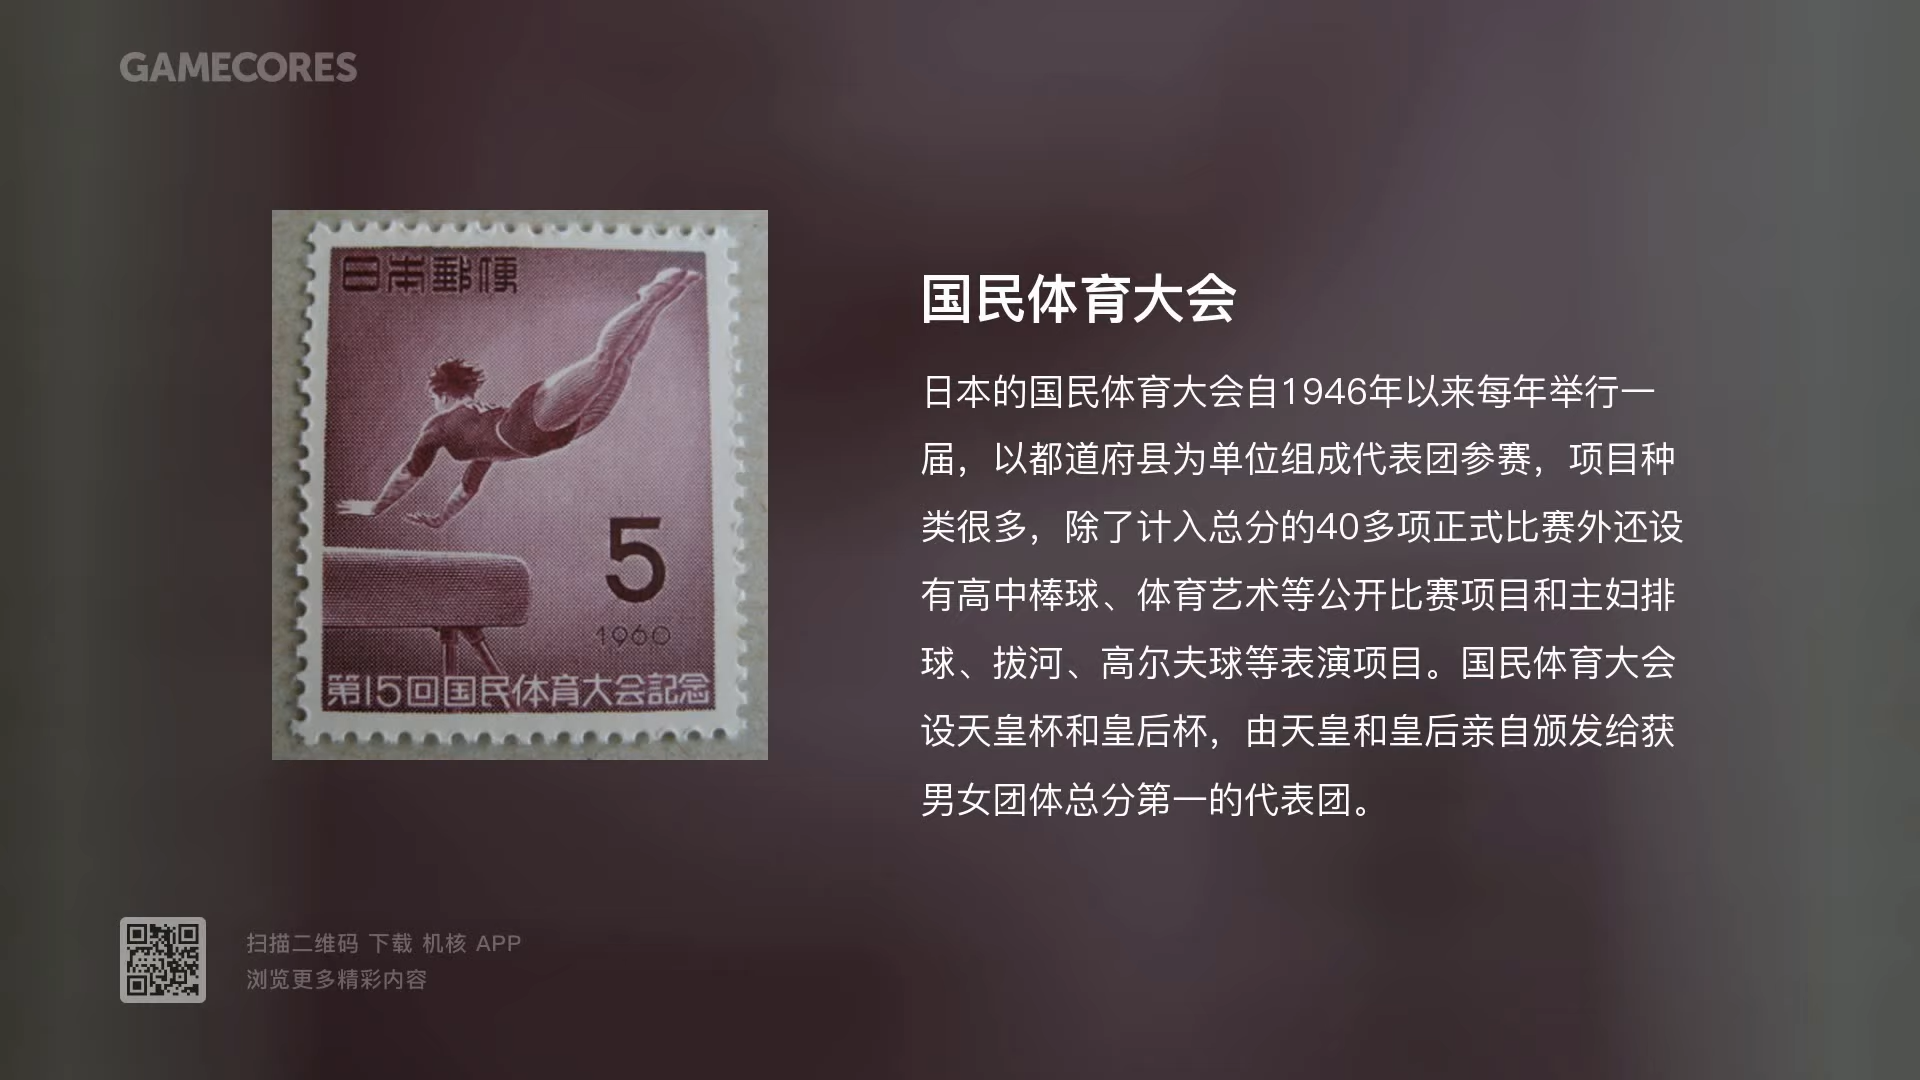 GAMECORES
日本郵便
5
1960
第15回国民体育大会記念
国民体育大会
日本的国民体育大会自1946年以来每年举行一
届，以都道府县为单位组成代表团参赛，项目种
类很多，除了计入总分的40多项正式比赛外还设
有高中棒球、体育艺术等公开比赛项目和主妇排
球、拔河、高尔夫球等表演项目。国民体育大会
设天皇杯和皇后杯，由天皇和皇后亲自颁发给获
男女团体总分第一的代表团。
扫描二维码 下载 机核 APP
浏览更多精彩内容